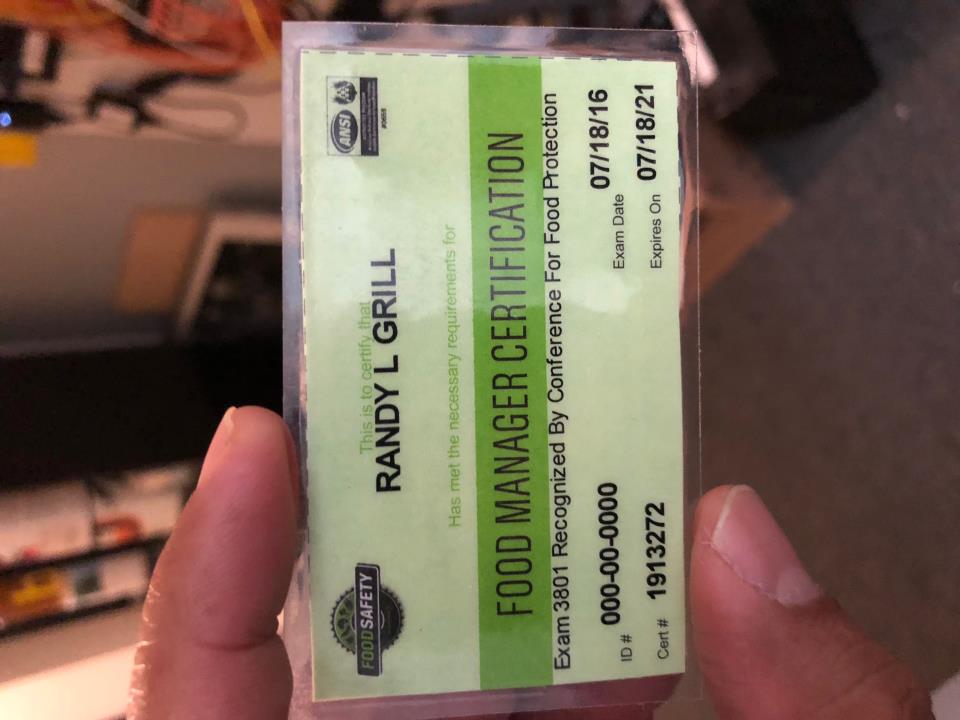 FOOD SAFETY
ANSI
#0656
This is to certify that
RANDY L GRILL
Has met the necessary requirements for
FOOD MANAGER CERTIFICATION
Exam 3801 Recognized By Conference For Food Protection
ID # 000-00-0000 Exam Date 07/18/16
Cert # 1913272 Expires On 07/18/21